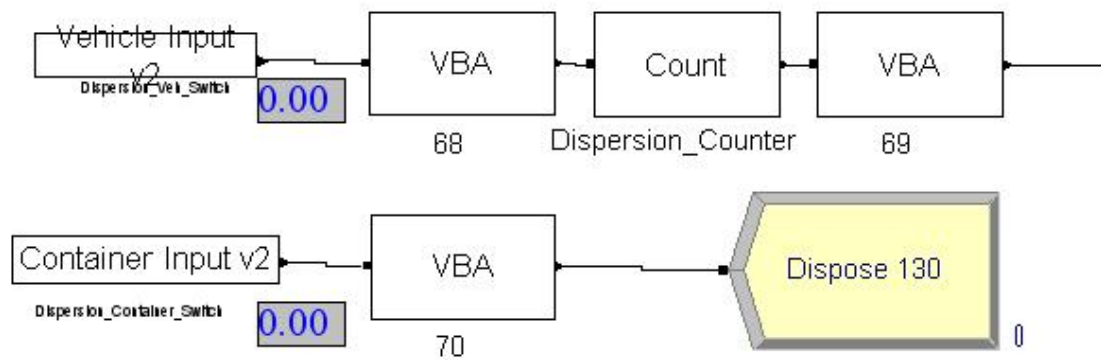 Vehicle Input
v2
Dispersion_Veh_Switch
0.00
VBA
68
Count
Dispersion_Counter
VBA
69
Container Input v2
Dispersion_Container_Switch
0.00
VBA
70
Dispose 130
0